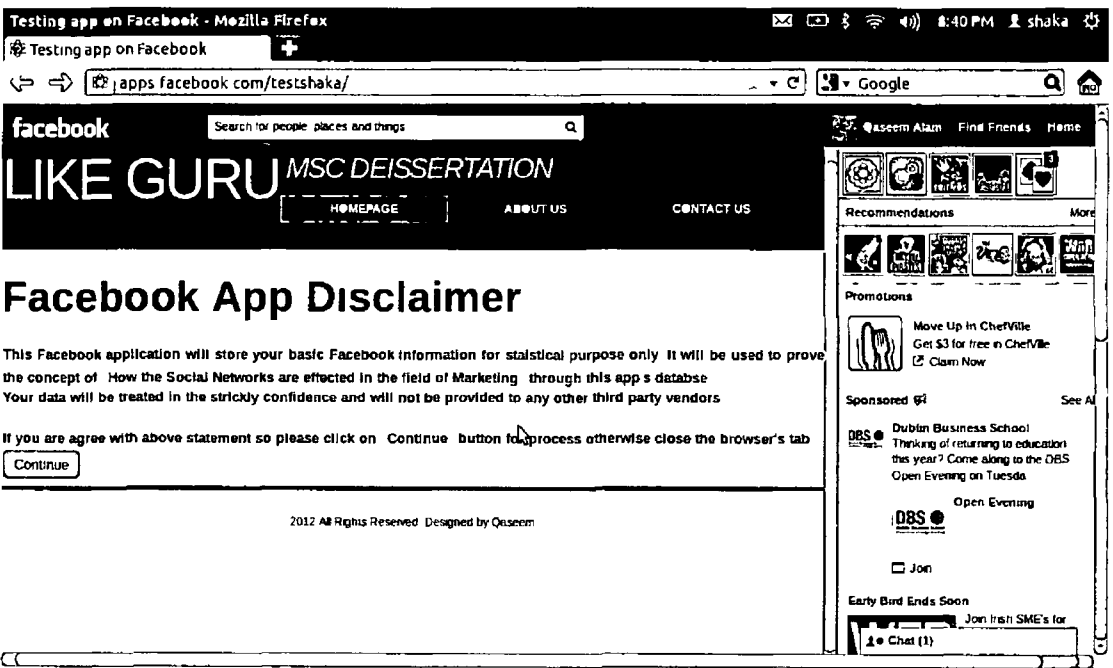 Testing app on Facebook - Mozilla Firefox
8:40 PM shaka
Testing app on Facebook
apps facebook com/testshaka/
Google
facebook
Search for people places and things
Qaseem Alam Find Friends Home
LIKE GURU MSC DEISSERTATION
HOMEPAGE ABOUT US CONTACT US
3
Recommendations More
Promotions
Facebook App Disclaimer
Move Up in ChefVille
Get $3 for free in ChefVille
Claim Now
This Facebook application will store your basic Facebook information for staistical purpose only It will be used to prove
the concept of How the Social Networks are effected in the field of Marketing through this app s databse
Your data will be treated in the strickly confidence and will not be provided to any other third party vendors
If you are agree with above statement so please click on Continue button fo process otherwise close the browser's tab
Continue
2012 All Rights Reserved Designed by Qaseem
Sponsored See Al
DBS
Dublin Business School
Thinking of returning to education
this year? Come along to the DBS
Open Evening on Tuesda
Open Evening
DBS
Join
Early Bird Ends Soon
Join Irish SME's for
Chat (1)